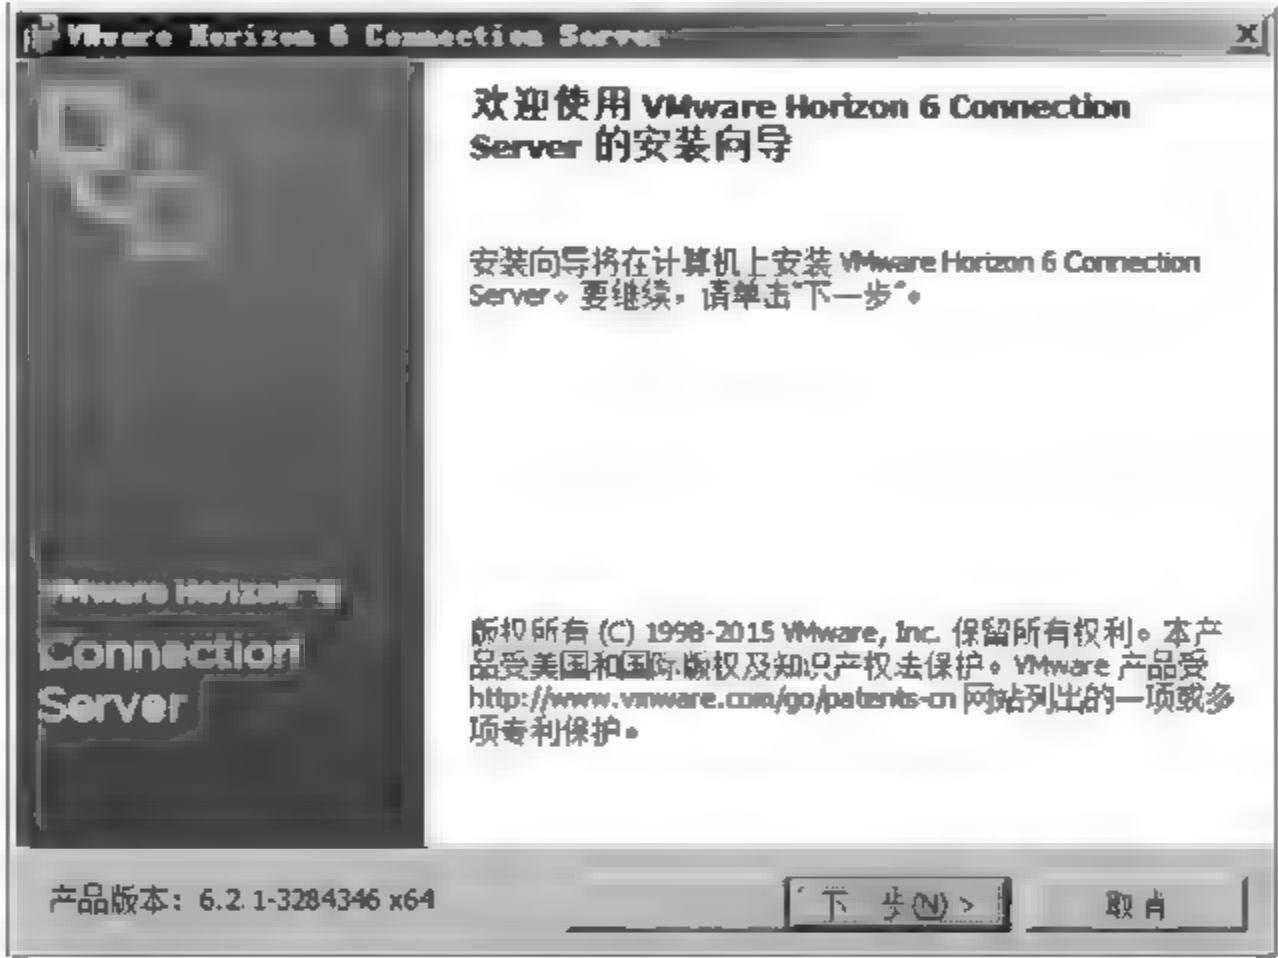 VMware Horizon 6 Connection Server
欢迎使用 VMware Horizon 6 Connection
Server 的安装向导
安装向导将在计算机上安装 VMware Horizon 6 Connection
Server。要继续，请单击“下一步”。
VMware Horizon
Connection
Server
版权所有 (C) 1998-2015 VMware, Inc. 保留所有权利。本产
品受美国和国际版权及知识产权法保护。VMware 产品受
http://www.vmware.com/go/patents-cn 网站列出的一项或多
项专利保护。
产品版本：6.2.1-3284346 x64
下一步(N) >
取消